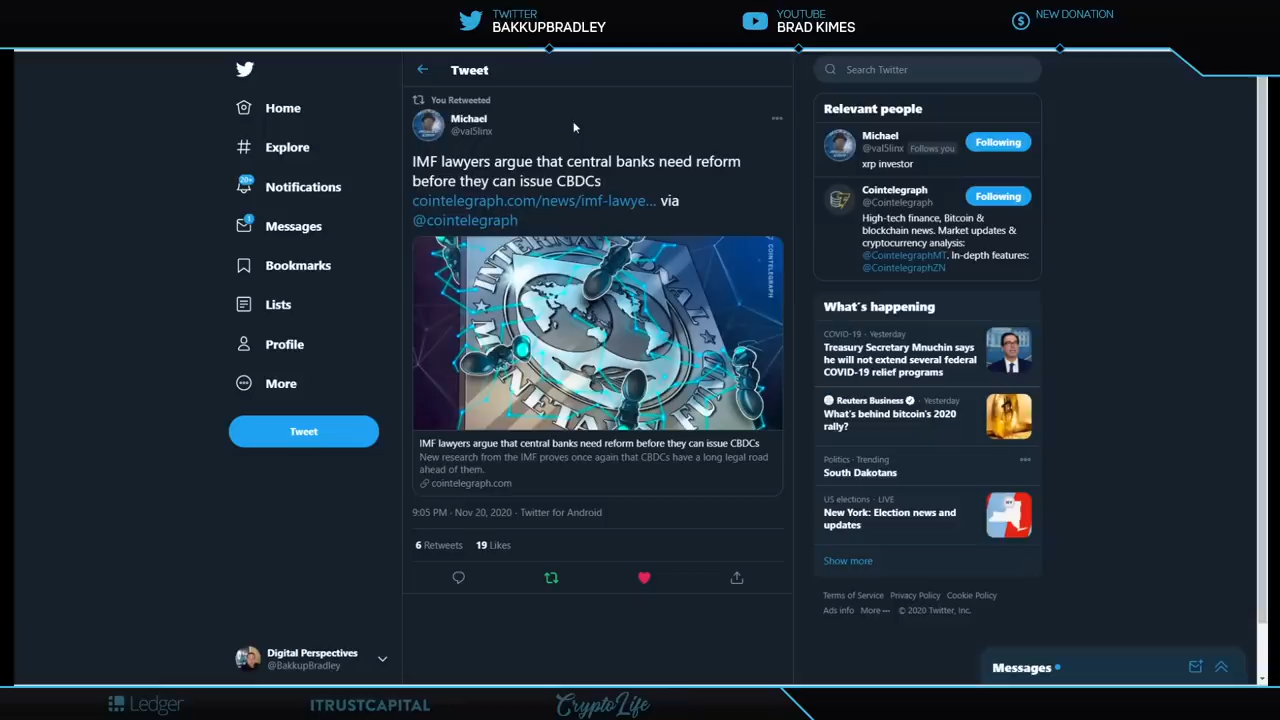 TWITTER
BAKKUPBRADLEY
YOUTUBE
BRAD KIMES
NEW DONATION
Home
Explore
20+
Notifications
1
Messages
Bookmarks
Lists
Profile
More
Tweet
Digital Perspectives
@BakkupBradley
Tweet
You Retweeted
Michael
@val5linx
IMF lawyers argue that central banks need reform
before they can issue CBDCs
cointelegraph.com/news/imf-lawye... via
@cointelegraph
INTERNATIONAL
MONETARY FUND
COINTELEGRAPH
IMF lawyers argue that central banks need reform before they can issue CBDCs
New research from the IMF proves once again that CBDCs have a long legal road
ahead of them.
cointelegraph.com
9:05 PM · Nov 20, 2020 · Twitter for Android
6 Retweets 19 Likes
Search Twitter
Relevant people
Michael
@val5linx Follows you
Following
xrp investor
Cointelegraph
@Cointelegraph
Following
High-tech finance, Bitcoin &
blockchain news. Market updates &
cryptocurrency analysis:
@CointelegraphMT. In-depth features:
@CointelegraphZN
What's happening
COVID-19 · Yesterday
Treasury Secretary Mnuchin says
he will not extend several federal
COVID-19 relief programs
Reuters Business · Yesterday
What's behind bitcoin's 2020
rally?
Politics · Trending
South Dakotans
US elections · LIVE
New York: Election news and
updates
Show more
Terms of Service Privacy Policy Cookie Policy
Ads info More ··· © 2020 Twitter, Inc.
Messages
Ledger
ITRUSTCAPITAL
CryptoLife